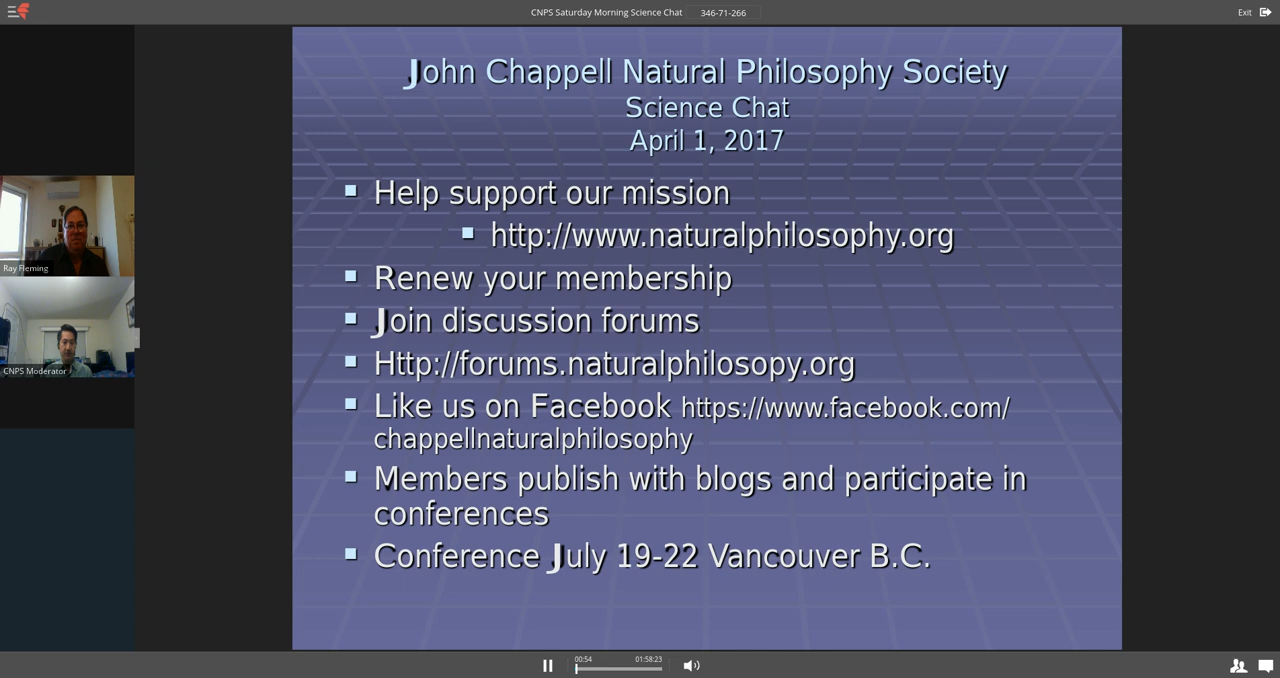 CNPS Saturday Morning Science Chat 346-71-266
Exit
John Chappell Natural Philosophy Society
Science Chat
April 1, 2017
Help support our mission
http://www.naturalphilosophy.org
Renew your membership
Join discussion forums
Http://forums.naturalphilosopy.org
Like us on Facebook https://www.facebook.com/
chappellnaturalphilosophy
Members publish with blogs and participate in
conferences
Conference July 19-22 Vancouver B.C.
Ray Fleming
CNPS Moderator
00:54 01:58:23